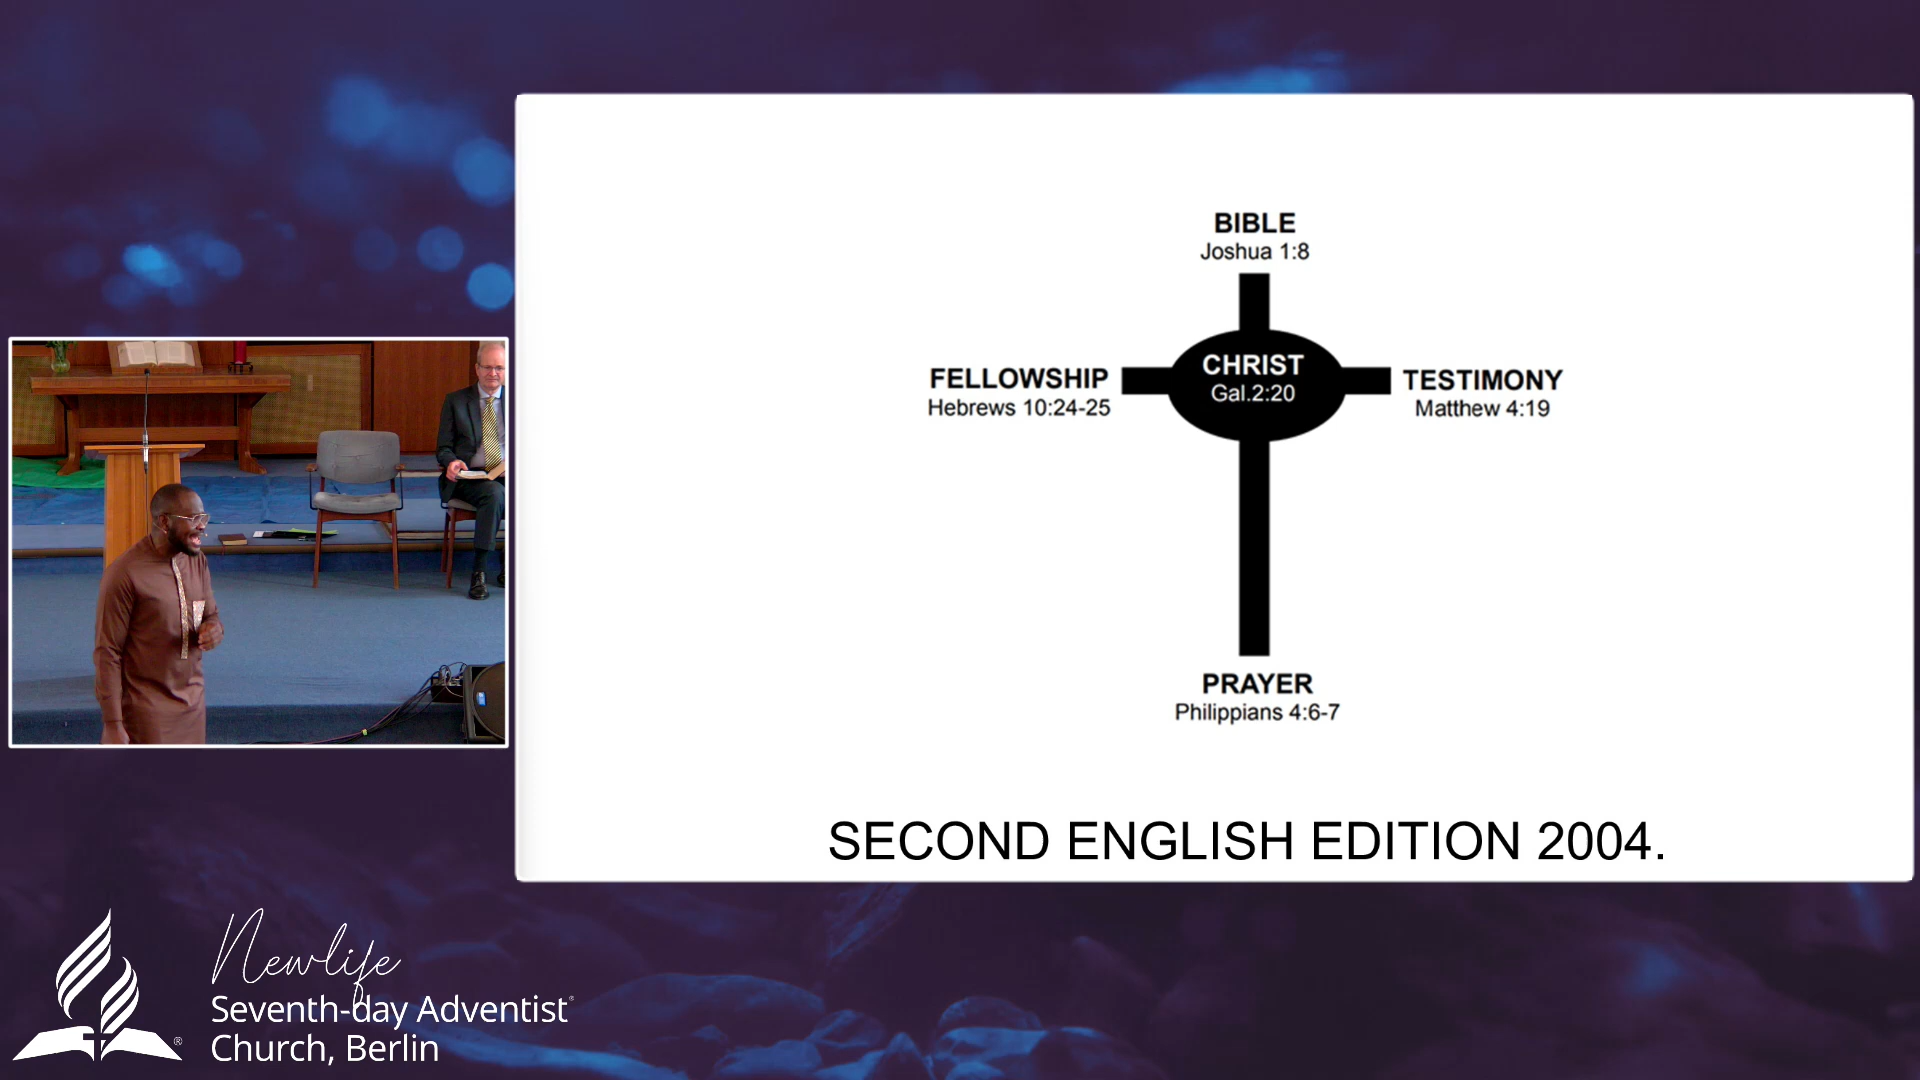 BIBLE
Joshua 1:8
CHRIST
Gal.2:20
FELLOWSHIP
Hebrews 10:24-25
TESTIMONY
Matthew 4:19
PRAYER
Philippians 4:6-7
SECOND ENGLISH EDITION 2004.
Newlife
Seventh-day Adventist®
Church, Berlin
®